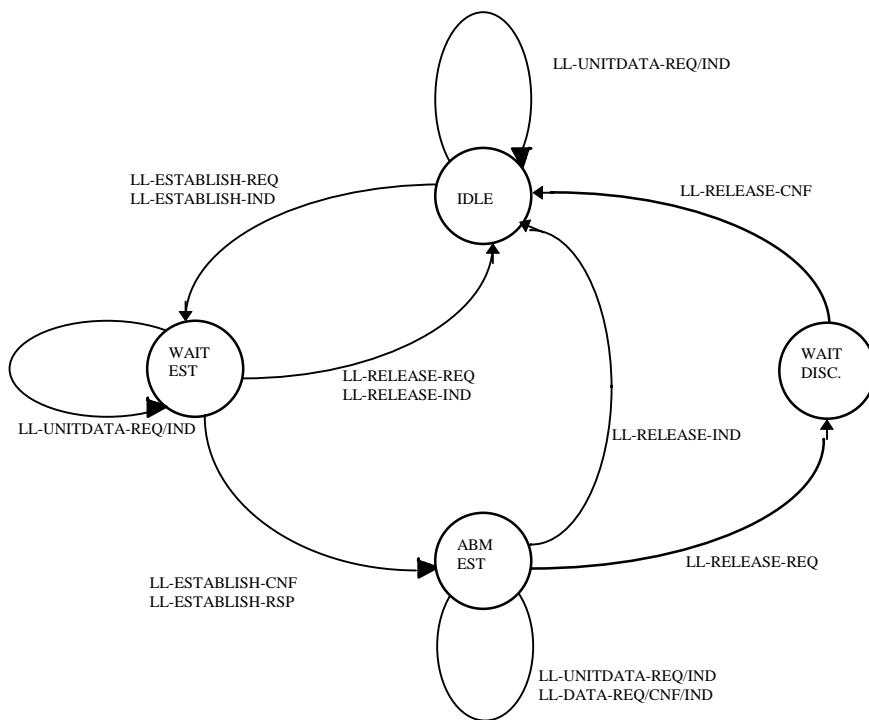 LL-UNITDATA-REQ/IND
LL-ESTABLISH-REQ
LL-ESTABLISH-IND
IDLE
LL-RELEASE-CNF
WAIT
EST
WAIT
DISC.
LL-RELEASE-REQ
LL-RELEASE-IND
LL-UNITDATA-REQ/IND
LL-RELEASE-IND
ABM
EST
LL-RELEASE-REQ
LL-ESTABLISH-CNF
LL-ESTABLISH-RSP
LL-UNITDATA-REQ/IND
LL-DATA-REQ/CNF/IND